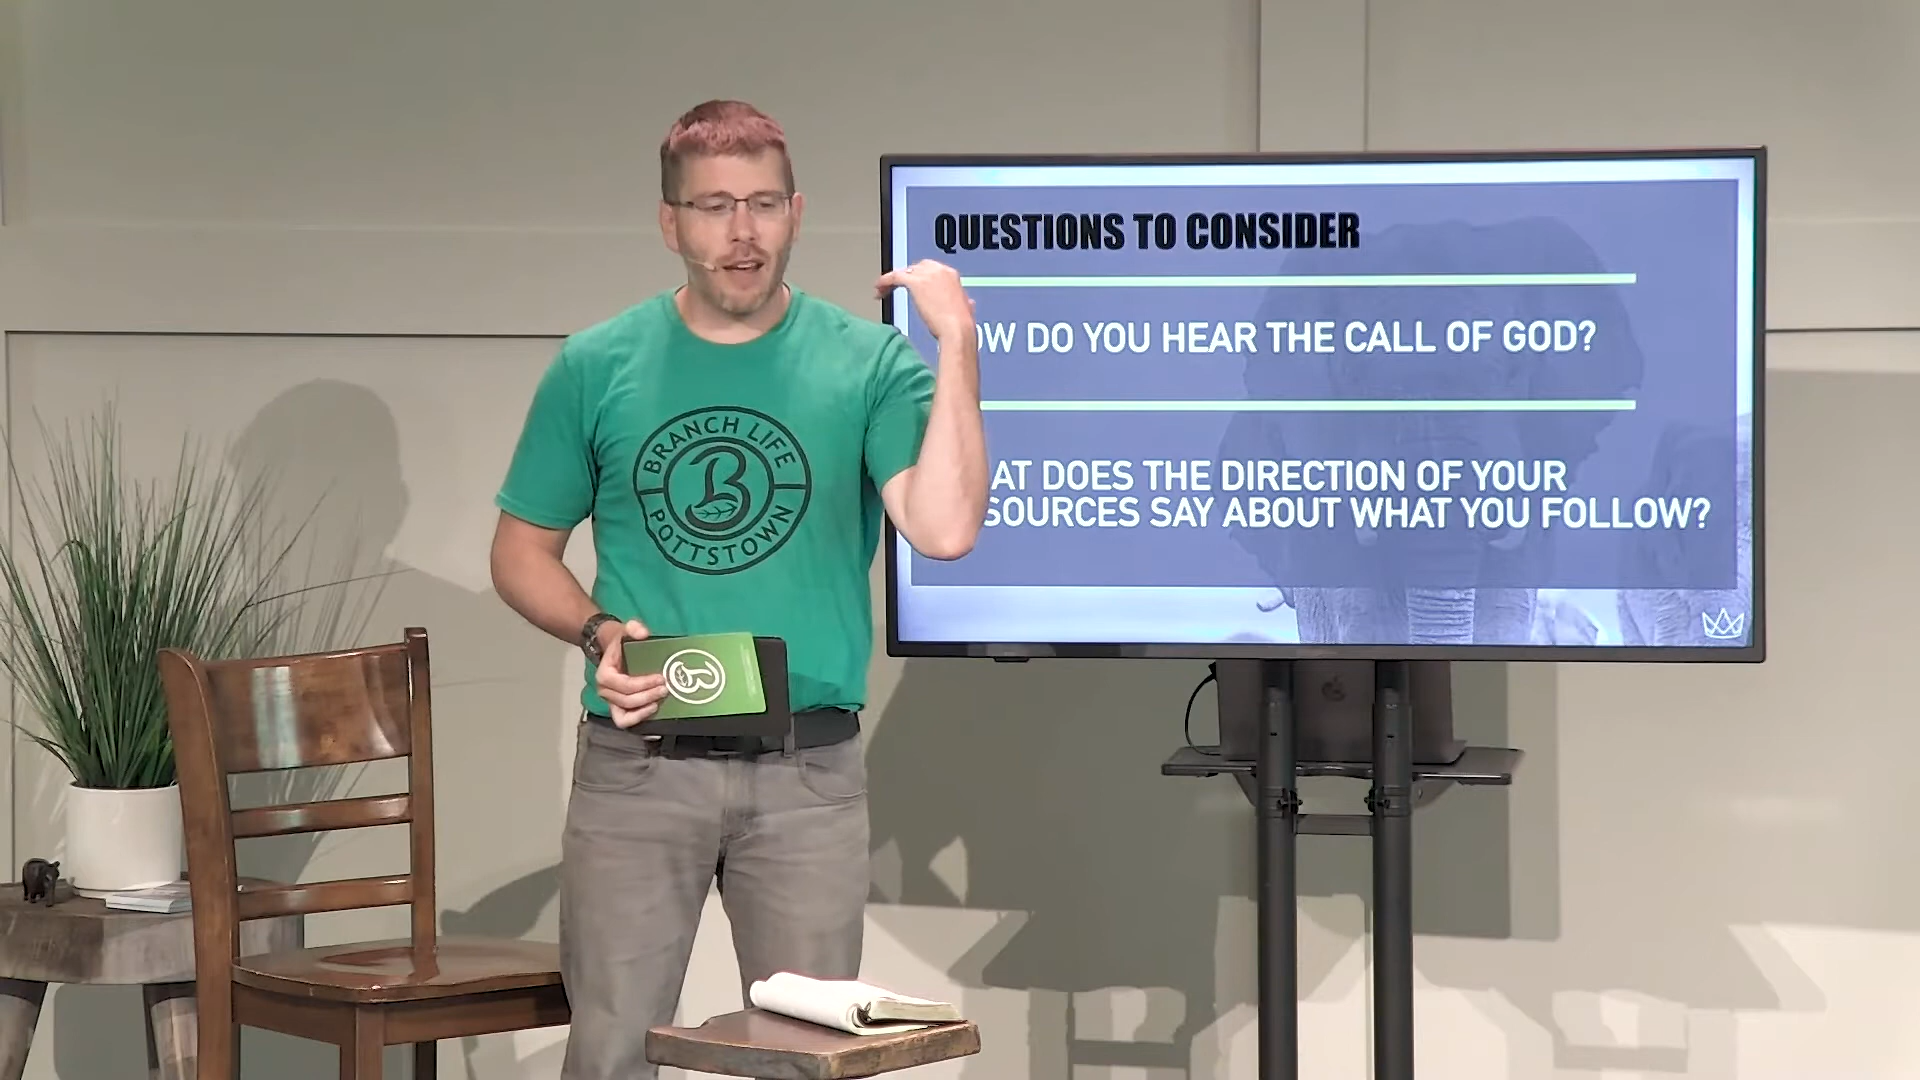 QUESTIONS TO CONSIDER
OW DO YOU HEAR THE CALL OF GOD?
AT DOES THE DIRECTION OF YOUR
SOURCES SAY ABOUT WHAT YOU FOLLOW?
BRANCH LIFE
B
POTTSTOWN